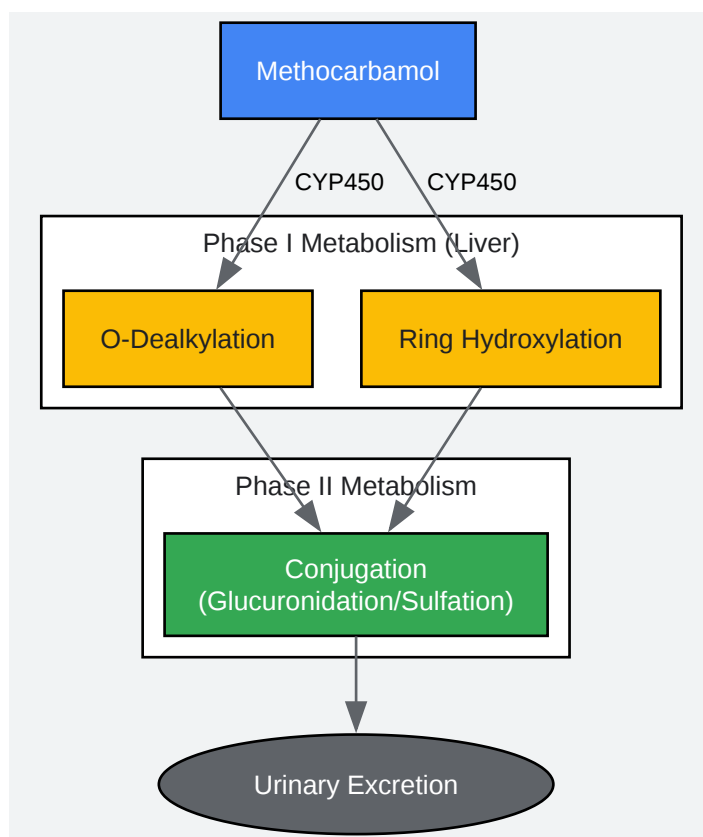 Methocarbamol
CYP450 CYP450
Phase I Metabolism (Liver)
O-Dealkylation
Ring Hydroxylation
Phase II Metabolism
Conjugation
(Glucuronidation/Sulfation)
Urinary Excretion